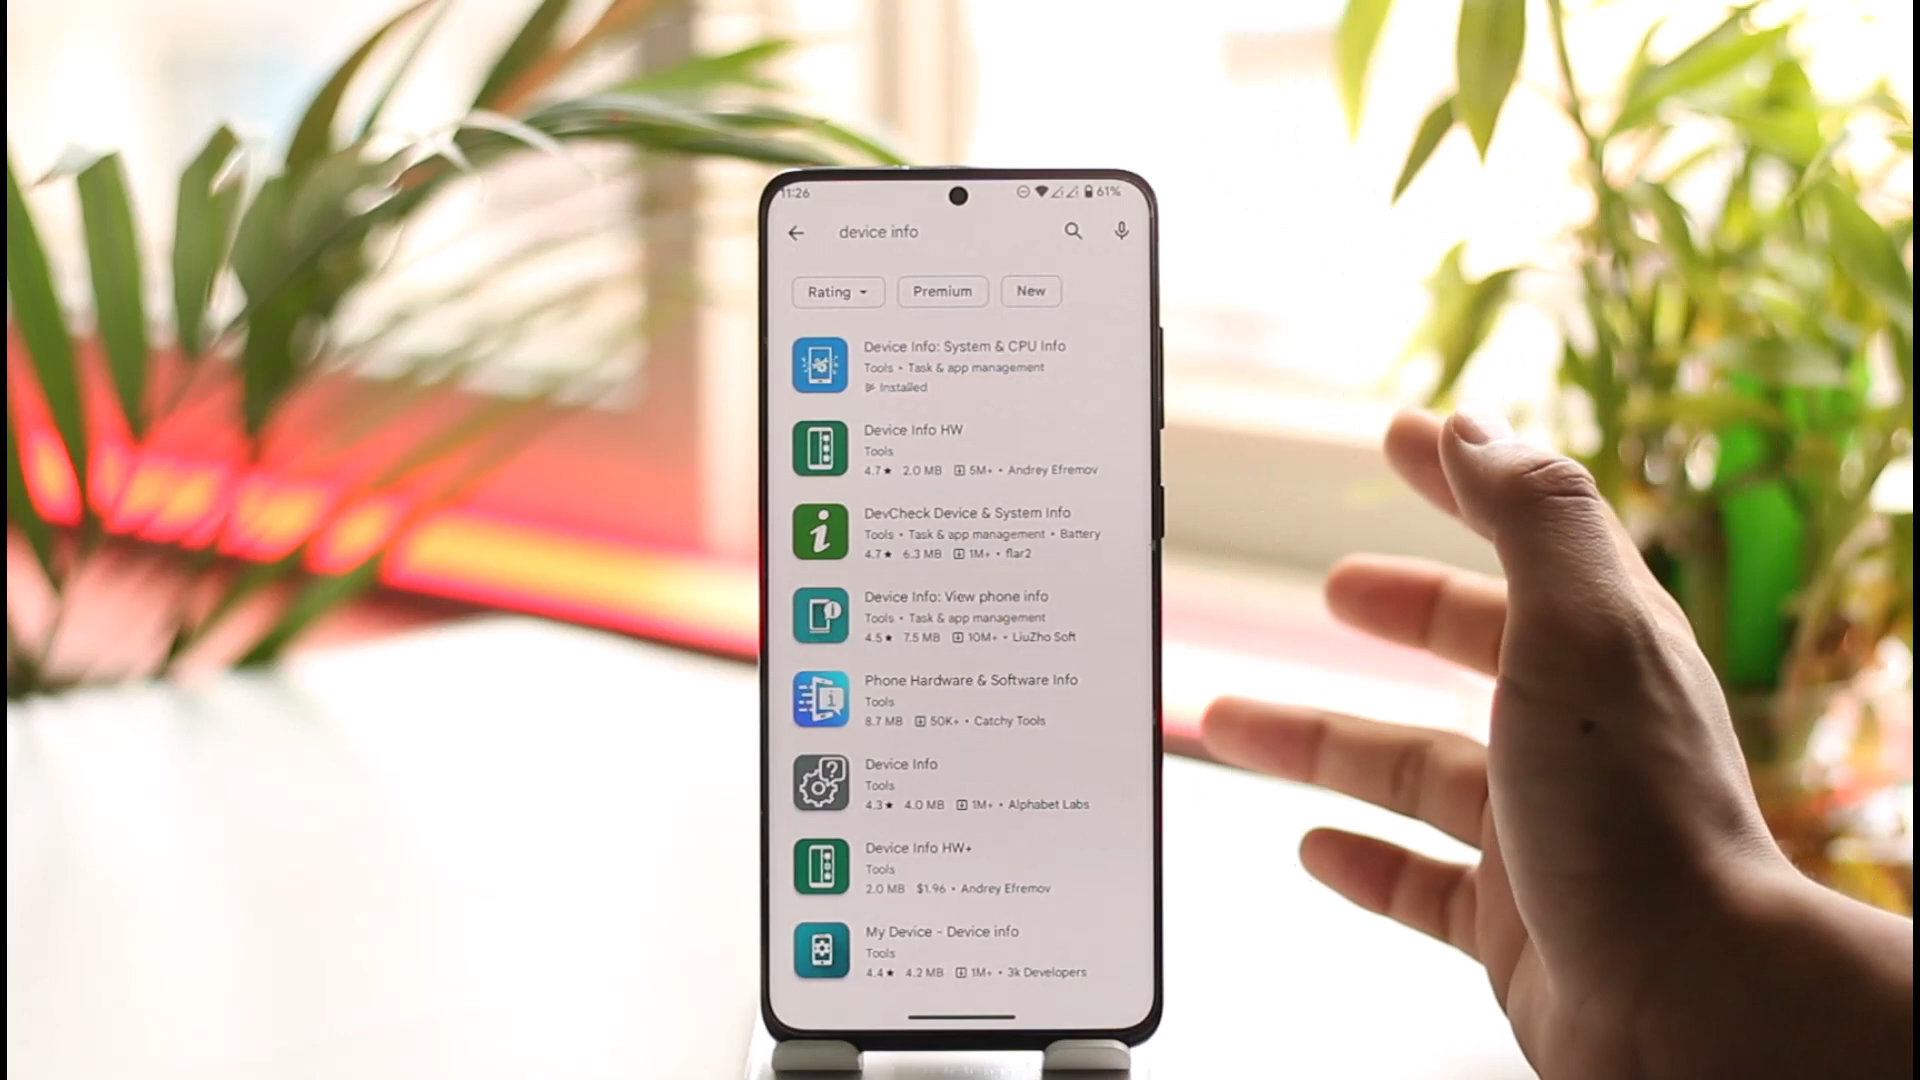 11:26
61%
device info
Rating
Premium
New
Device Info: System & CPU Info
Tools • Task & app management
Installed
Device Info HW
Tools
4.7★ 2.0 MB 5M+ • Andrey Efremov
DevCheck Device & System Info
Tools • Task & app management • Battery
4.7★ 6.3 MB 1M+ • flar2
Device Info: View phone info
Tools • Task & app management
4.5★ 7.5 MB 10M+ • LiuZho Soft
Phone Hardware & Software Info
Tools
8.7 MB 50K+ • Catchy Tools
Device Info
Tools
4.3★ 4.0 MB 1M+ • Alphabet Labs
Device Info HW+
Tools
2.0 MB $1.96 • Andrey Efremov
My Device - Device info
Tools
4.4★ 4.2 MB 1M+ • 3k Developers